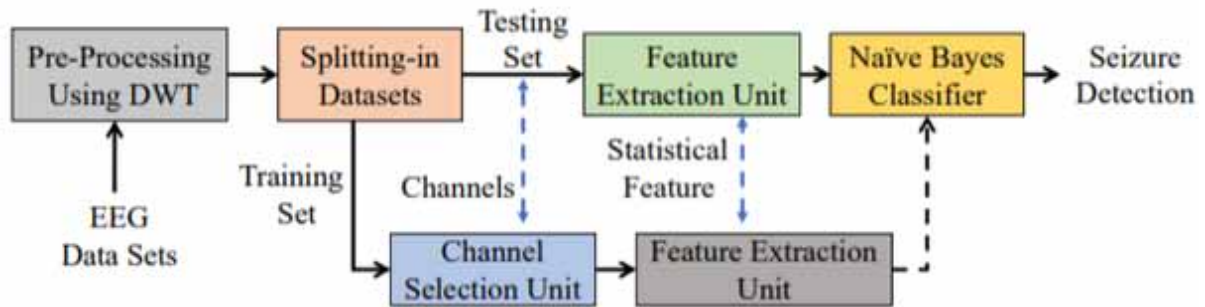 Pre-Processing
Using DWT
Splitting-in
Datasets
Testing
Set
Feature
Extraction Unit
Naïve Bayes
Classifier
Seizure
Detection
EEG
Data Sets
Training
Set
Channels
Statistical
Feature
Channel
Selection Unit
Feature Extraction
Unit